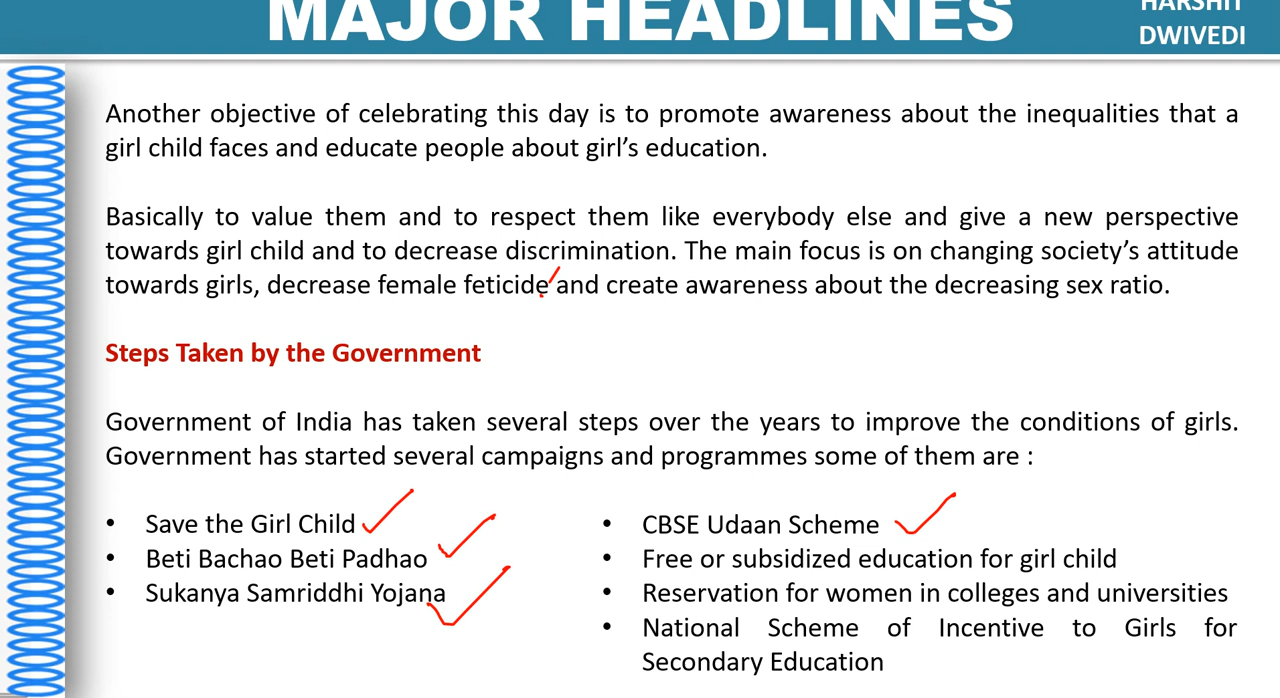 MAJOR HEADLINES
HARSHIT
DWIVEDI
Another objective of celebrating this day is to promote awareness about the inequalities that a
girl child faces and educate people about girl’s education.
Basically to value them and to respect them like everybody else and give a new perspective
towards girl child and to decrease discrimination. The main focus is on changing society’s attitude
towards girls, decrease female feticide and create awareness about the decreasing sex ratio.
Steps Taken by the Government
Government of India has taken several steps over the years to improve the conditions of girls.
Government has started several campaigns and programmes some of them are :
• Save the Girl Child
• Beti Bachao Beti Padhao
• Sukanya Samriddhi Yojana
• CBSE Udaan Scheme
• Free or subsidized education for girl child
• Reservation for women in colleges and universities
• National Scheme of Incentive to Girls for
Secondary Education